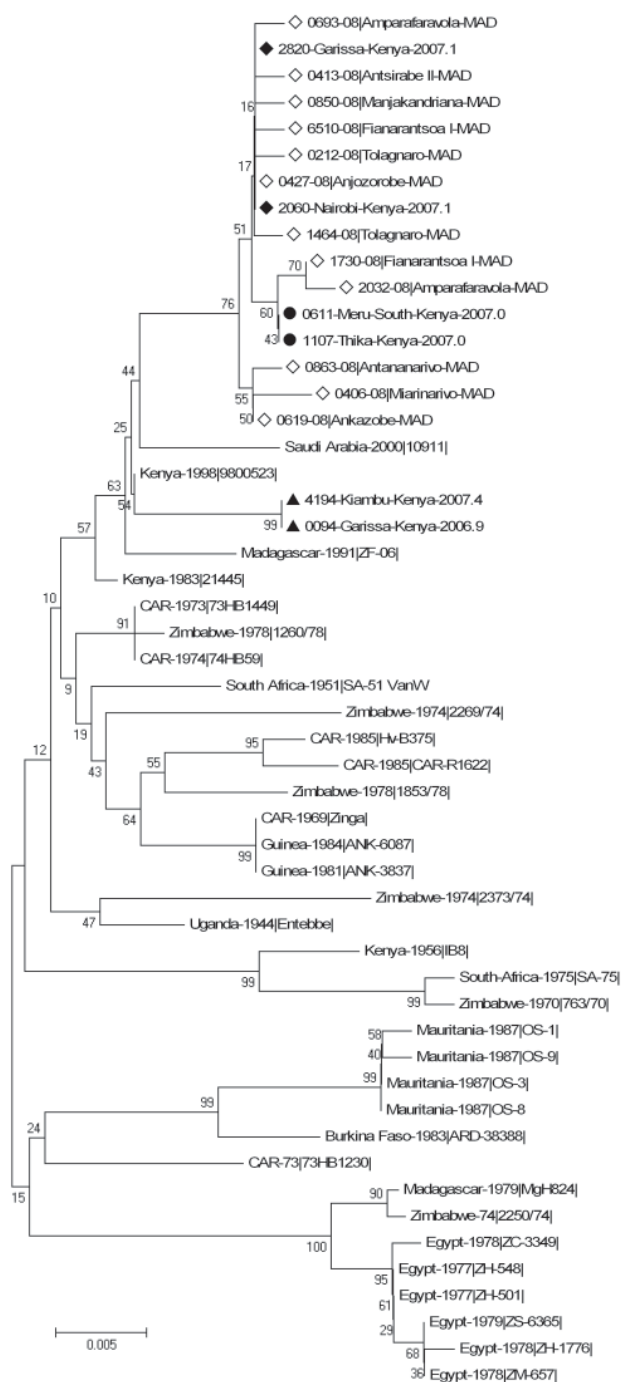 0693-08|Amparafaravola-MAD
2820-Garissa-Kenya-2007.1
0413-08|Antsirabe II-MAD
0850-08|Manjakandriana-MAD
16
6510-08|Fianarantsoa I-MAD
0212-08|Tolagnaro-MAD
17
0427-08|Anjozorobe-MAD
2060-Nairobi-Kenya-2007.1
51
1464-08|Tolagnaro-MAD
70
1730-08|Fianarantsoa I-MAD
2032-08|Amparafaravola-MAD
76
60
0611-Meru-South-Kenya-2007.0
43
1107-Thika-Kenya-2007.0
0863-08|Antananarivo-MAD
44
55
0406-08|Miarinarivo-MAD
50
0619-08|Ankazobe-MAD
25
Saudi Arabia-2000|10911|
Kenya-1998|9800523|
63
54
4194-Kiambu-Kenya-2007.4
99
0094-Garissa-Kenya-2006.9
57
Madagascar-1991|ZF-06|
Kenya-1983|21445|
10
CAR-1973|73HB1449|
91
Zimbabwe-1978|1260/78|
CAR-1974|74HB59|
9
South Africa-1951|SA-51 VanW
19
Zimbabwe-1974|2269/74|
12
95
CAR-1985|Hv-B375|
43
55
CAR-1985|CAR-R1622|
Zimbabwe-1978|1853/78|
64
CAR-1969|Zinga|
99
Guinea-1984|ANK-6087|
Guinea-1981|ANK-3837|
Zimbabwe-1974|2373/74|
47
Uganda-1944|Entebbe|
Kenya-1956|IB8|
99
South-Africa-1975|SA-75|
99
Zimbabwe-1970|763/70|
58
Mauritania-1987|OS-1|
40
Mauritania-1987|OS-9|
99
Mauritania-1987|OS-3|
99
Mauritania-1987|OS-8
24
Burkina Faso-1983|ARD-38388|
CAR-73|73HB1230|
15
90
Madagascar-1979|MgH824|
Zimbabwe-74|2250/74|
100
Egypt-1978|ZC-3349|
95
Egypt-1977|ZH-548|
61
Egypt-1977|ZH-501|
29
Egypt-1979|ZS-6365|
68
Egypt-1978|ZH-1776|
36
Egypt-1978|ZM-657|
0.005